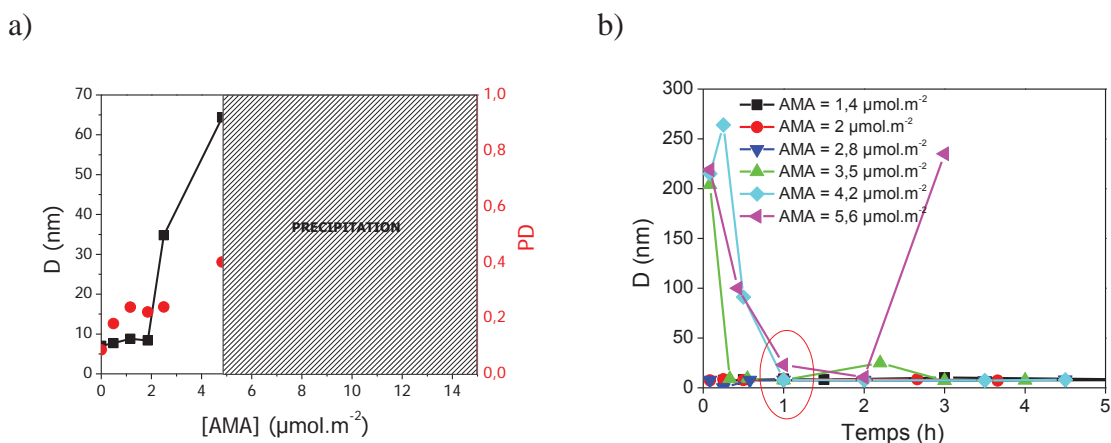 a)
b)
70
60
50
40
30
20
10
0
D (nm)
0 2 4 6 8 10 12 14
[AMA] (µmol.m-2)
1,0
0,8
0,6
0,4
0,2
0,0
PD
PRECIPITATION
300
250
200
150
100
50
0
D (nm)
0 1 2 3 4 5
Temps (h)
AMA = 1,4 µmol.m-2
AMA = 2 µmol.m-2
AMA = 2,8 µmol.m-2
AMA = 3,5 µmol.m-2
AMA = 4,2 µmol.m-2
AMA = 5,6 µmol.m-2